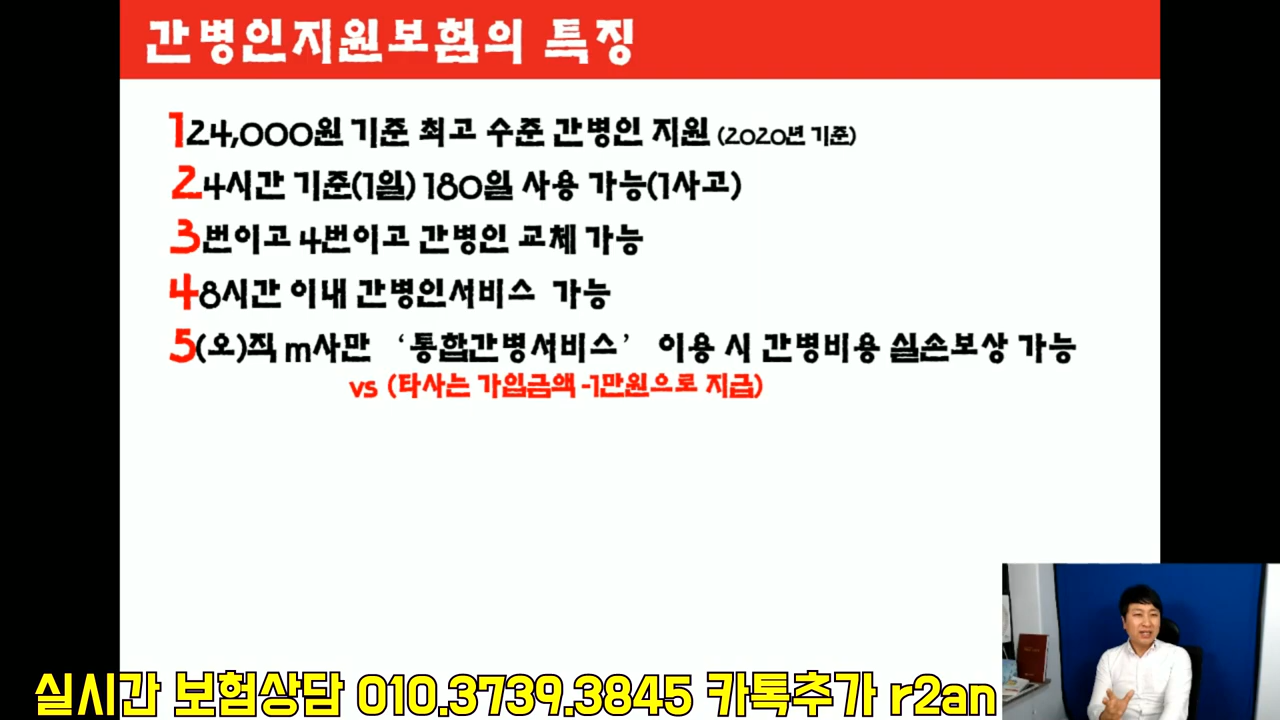 간병인지원보험의 특징
124,000원 기준 최고 수준 간병인 지원 (2020년 기준)
24시간 기준(1일) 180일 사용 가능(1사고)
3번이고 4번이고 간병인 교체 가능
48시간 이내 간병인서비스 가능
5(오)직 m사만 ‘통합간병서비스’ 이용 시 간병비용 실손보상 가능
vs (타사는 가입금액 -1만원으로 지급)
실시간 보험상담 010.3739.3845 카톡추가 r2an